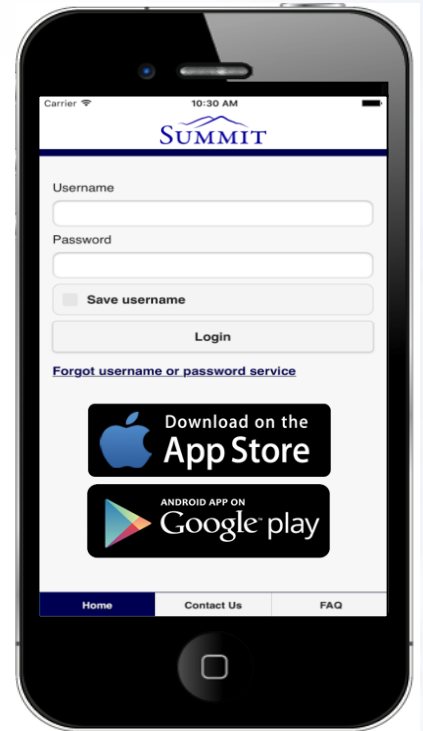 Carrier 10:30 AM
SUMMIT
Username
Password
Save username
Login
Forgot username or password service
Download on the
App Store
ANDROID APP ON
Google play
Home Contact Us FAQ